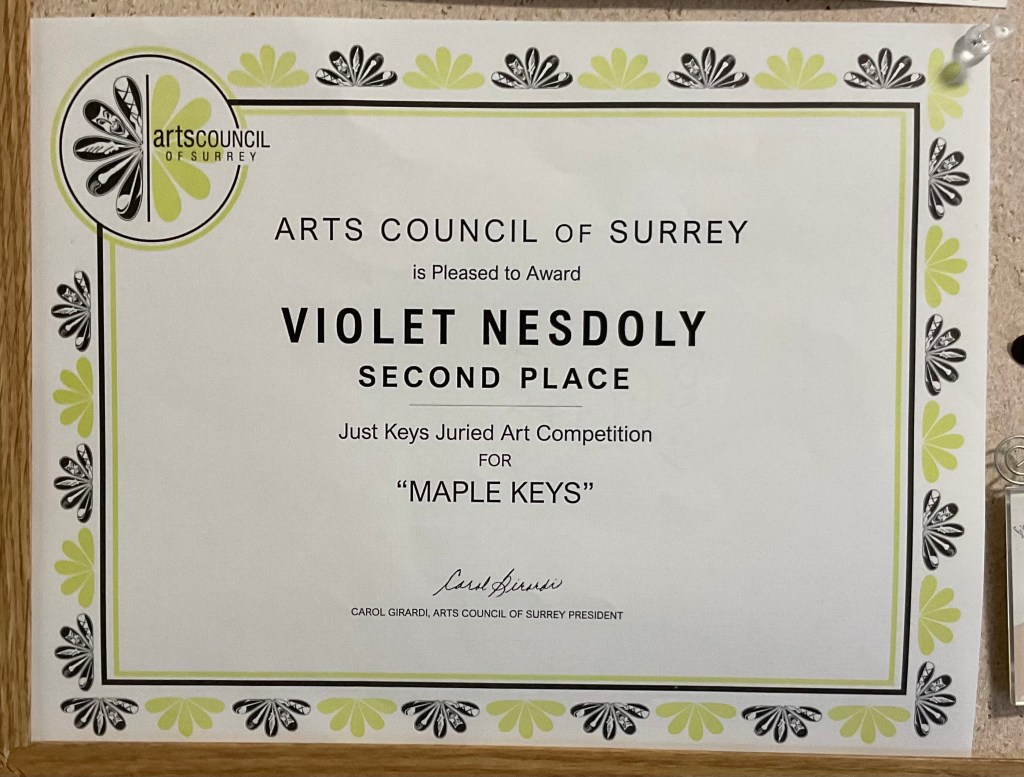 artsCOUNCIL
OF SURREY
ARTS COUNCIL OF SURREY
is Pleased to Award
VIOLET NESDOLY
SECOND PLACE
Just Keys Juried Art Competition
FOR
“MAPLE KEYS”
Carol Girardi
CAROL GIRARDI, ARTS COUNCIL OF SURREY PRESIDENT